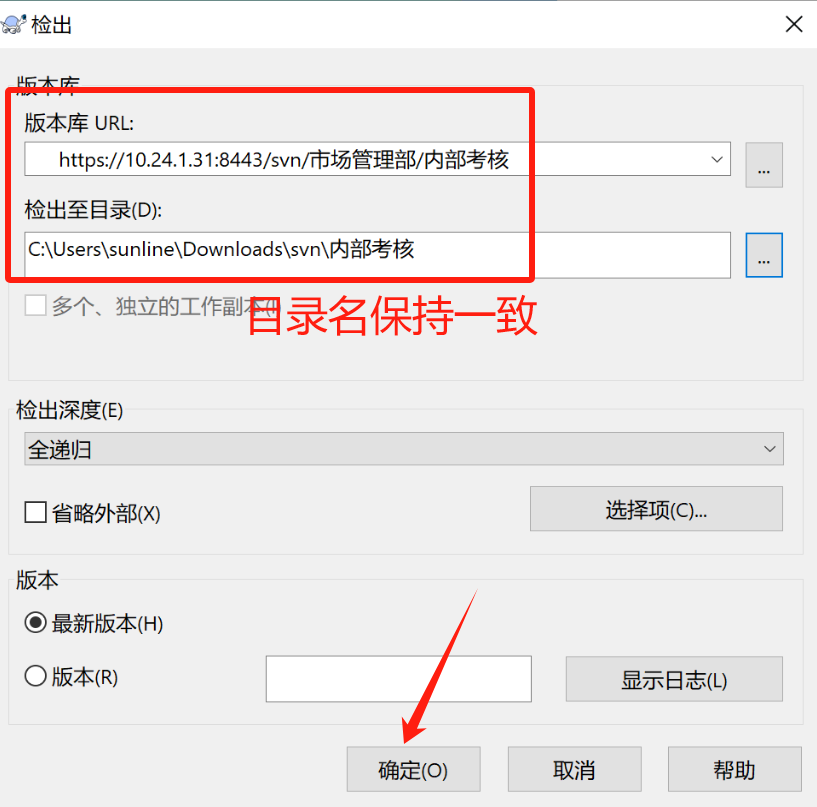 检出
版本库
版本库 URL:
https://10.24.1.31:8443/svn/市场管理部/内部考核
...
检出至目录(D):
C:\Users\sunline\Downloads\svn\内部考核
...
多个、独立的工作副本(I)
目录名保持一致
检出深度(E)
全递归
省略外部(X)
选择项(C)...
版本
最新版本(H)
版本(R)
显示日志(L)
确定(O)
取消
帮助